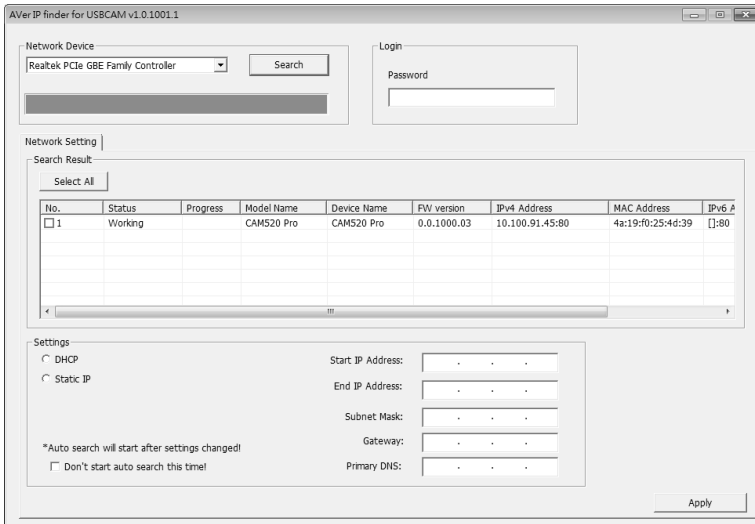 AVer IP finder for USBCAM v1.0.1001.1
Network Device
Realtek PCIe GBE Family Controller
Search
Login
Password
Network Setting
Search Result
Select All
No. Status Progress Model Name Device Name FW version IPv4 Address MAC Address IPv6 A
1 Working CAM520 Pro CAM520 Pro 0.0.1000.03 10.100.91.45:80 4a:19:f0:25:4d:39 []:80
Settings
DHCP
Static IP
*Auto search will start after settings changed!
Don't start auto search this time!
Start IP Address: . . .
End IP Address: . . .
Subnet Mask: . . .
Gateway: . . .
Primary DNS: . . .
Apply